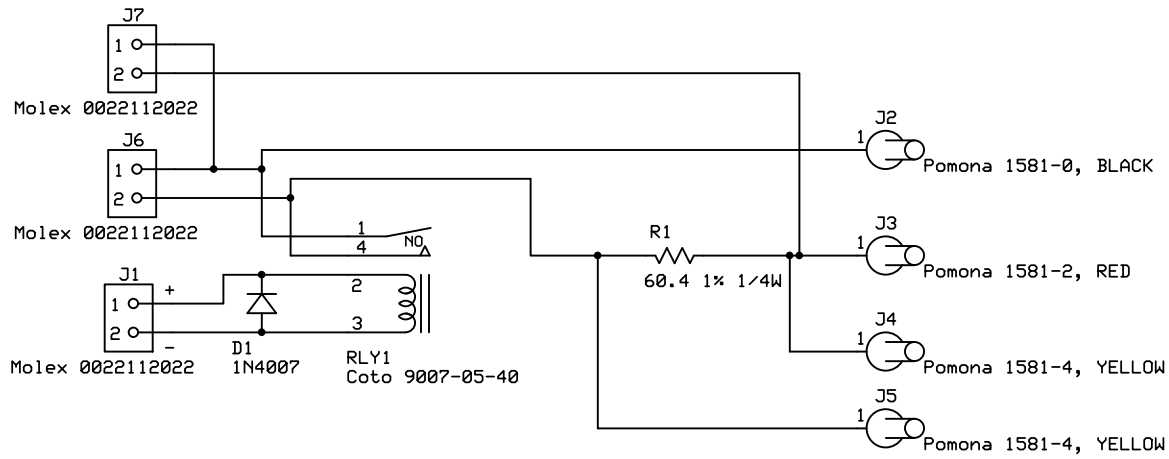 J7
1
2
Molex 0022112022
J6
1
2
Molex 0022112022
J1
1
2
+
−
Molex 0022112022
D1
1N4007
1
4
NO
2
3
RLY1
Coto 9007-05-40
R1
60.4 1% 1/4W
J2
1
Pomona 1581-0, BLACK
J3
1
Pomona 1581-2, RED
J4
1
Pomona 1581-4, YELLOW
J5
1
Pomona 1581-4, YELLOW